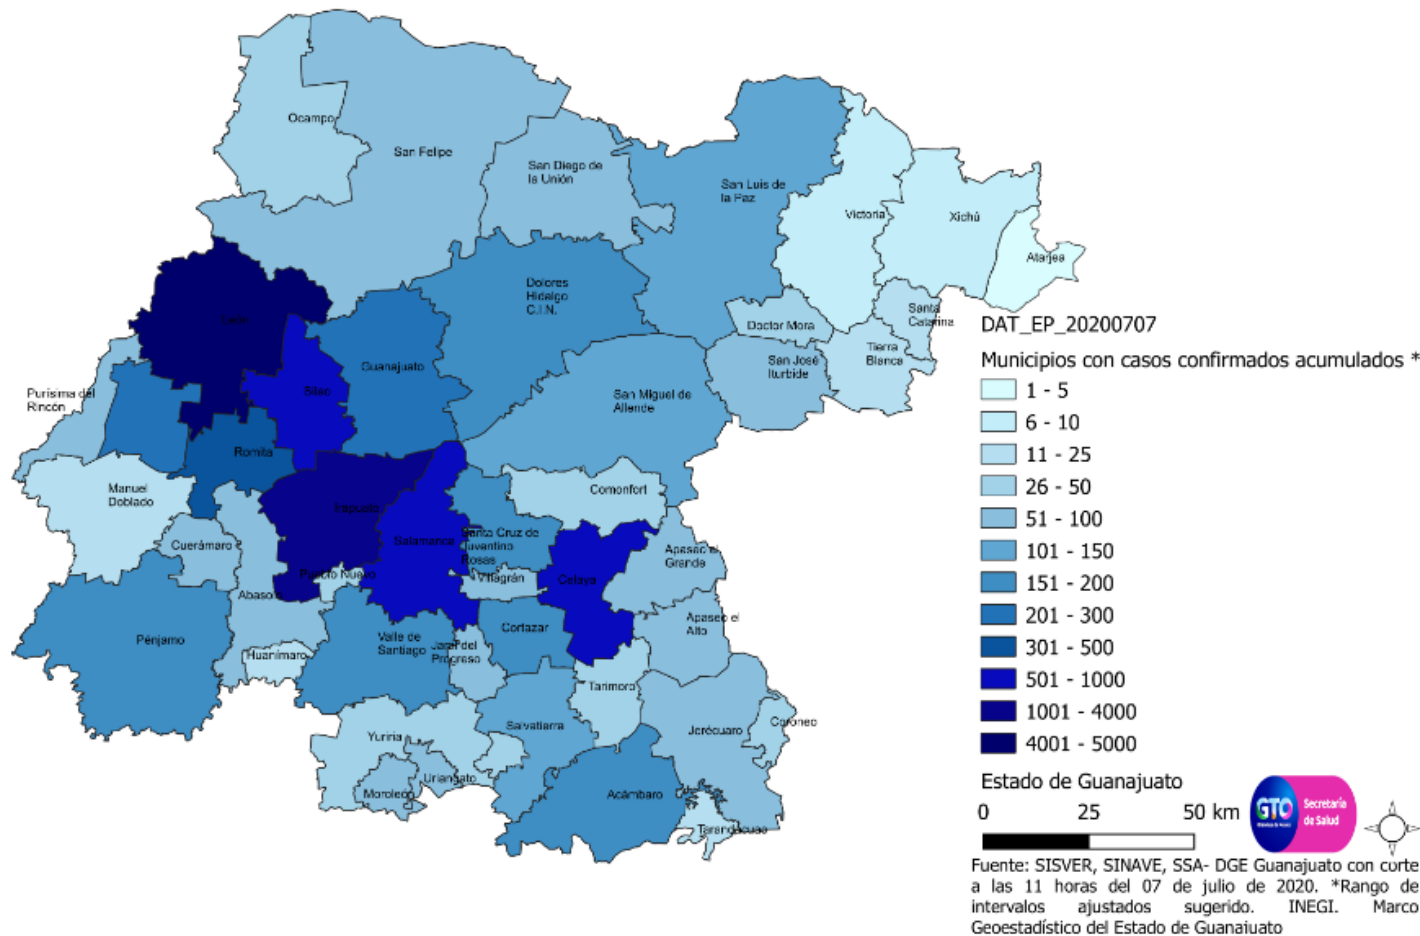 Ocampo
San Felipe
San Diego de
la Unión
San Luis de
la Paz
Victoria
Xichú
Atarjea
León
Dolores
Hidalgo
C.I.N.
Santa
Catarina
Doctor Mora
Tierra
Blanca
San José
Iturbide
Guanajuato
Silao
San Miguel de
Allende
Purísima del
Rincón
Romita
Manuel
Doblado
Comonfort
Irapuato
Salamanca
Santa Cruz de
Juventino
Rosas
Cuerámaro
Apaseo el
Grande
Pueblo Nuevo
Villagrán
Celaya
Abasolo
Apaseo el
Alto
Pénjamo
Valle de
Santiago
Jaral del
Progreso
Cortazar
Huanímaro
Tarimoro
Yuriria
Salvatierra
Jerécuaro
Coroneo
Uriangato
Moroleón
Acámbaro
Tarandacuao
DAT_EP_20200707
Municipios con casos confirmados acumulados *
1 - 5
6 - 10
11 - 25
26 - 50
51 - 100
101 - 150
151 - 200
201 - 300
301 - 500
501 - 1000
1001 - 4000
4001 - 5000
Estado de Guanajuato
0 25 50 km
GTO
Secretaría
de Salud
Fuente: SISVER, SINAVE, SSA- DGE Guanajuato con corte
a las 11 horas del 07 de julio de 2020. *Rango de
intervalos ajustados sugerido. INEGI. Marco
Geoestadístico del Estado de Guanajuato